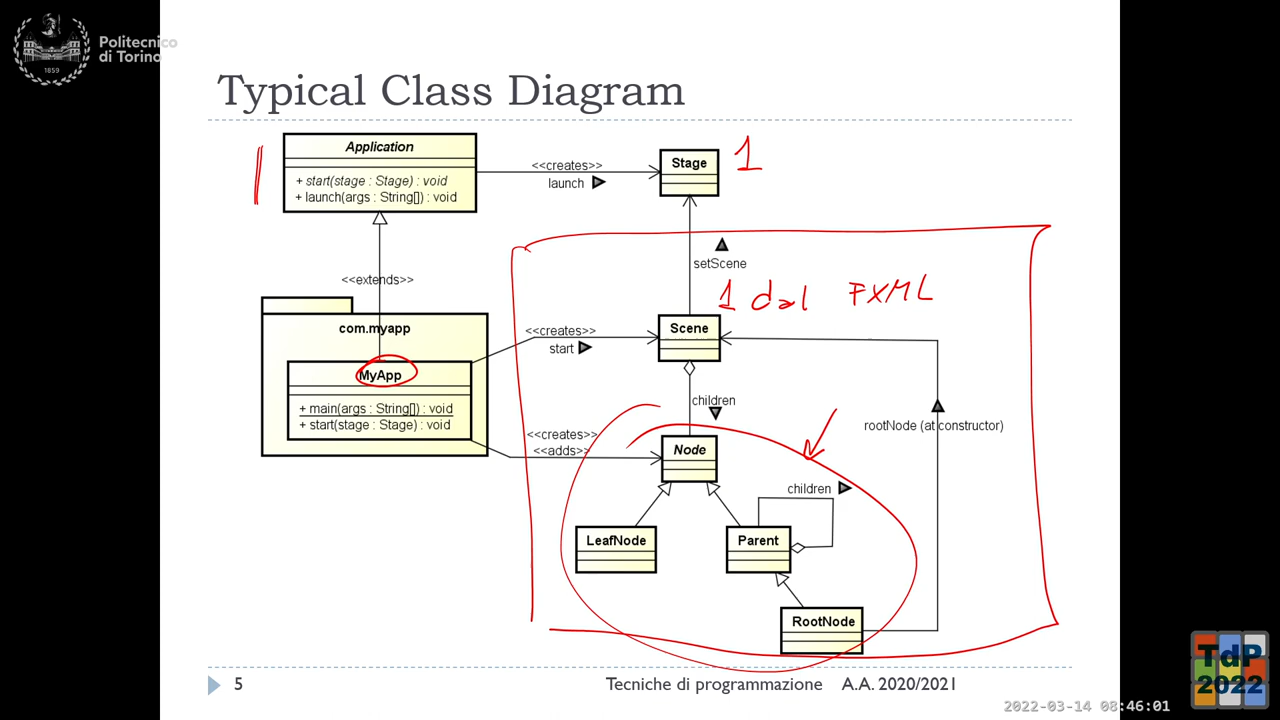 Politecnico
di Torino
1859
Typical Class Diagram
Application
+ start(stage : Stage) : void
+ launch(args : String[]) : void
<<creates>>
launch
Stage
1
<<extends>>
setScene
1 dal FXML
com.myapp
MyApp
+ main(args : String[]) : void
+ start(stage : Stage) : void
<<creates>>
start
Scene
children
<<creates>>
<<adds>>
Node
rootNode (at constructor)
children
LeafNode
Parent
RootNode
5
Tecniche di programmazione A.A. 2020/2021
TdP
2022
2022-03-14 08:46:01